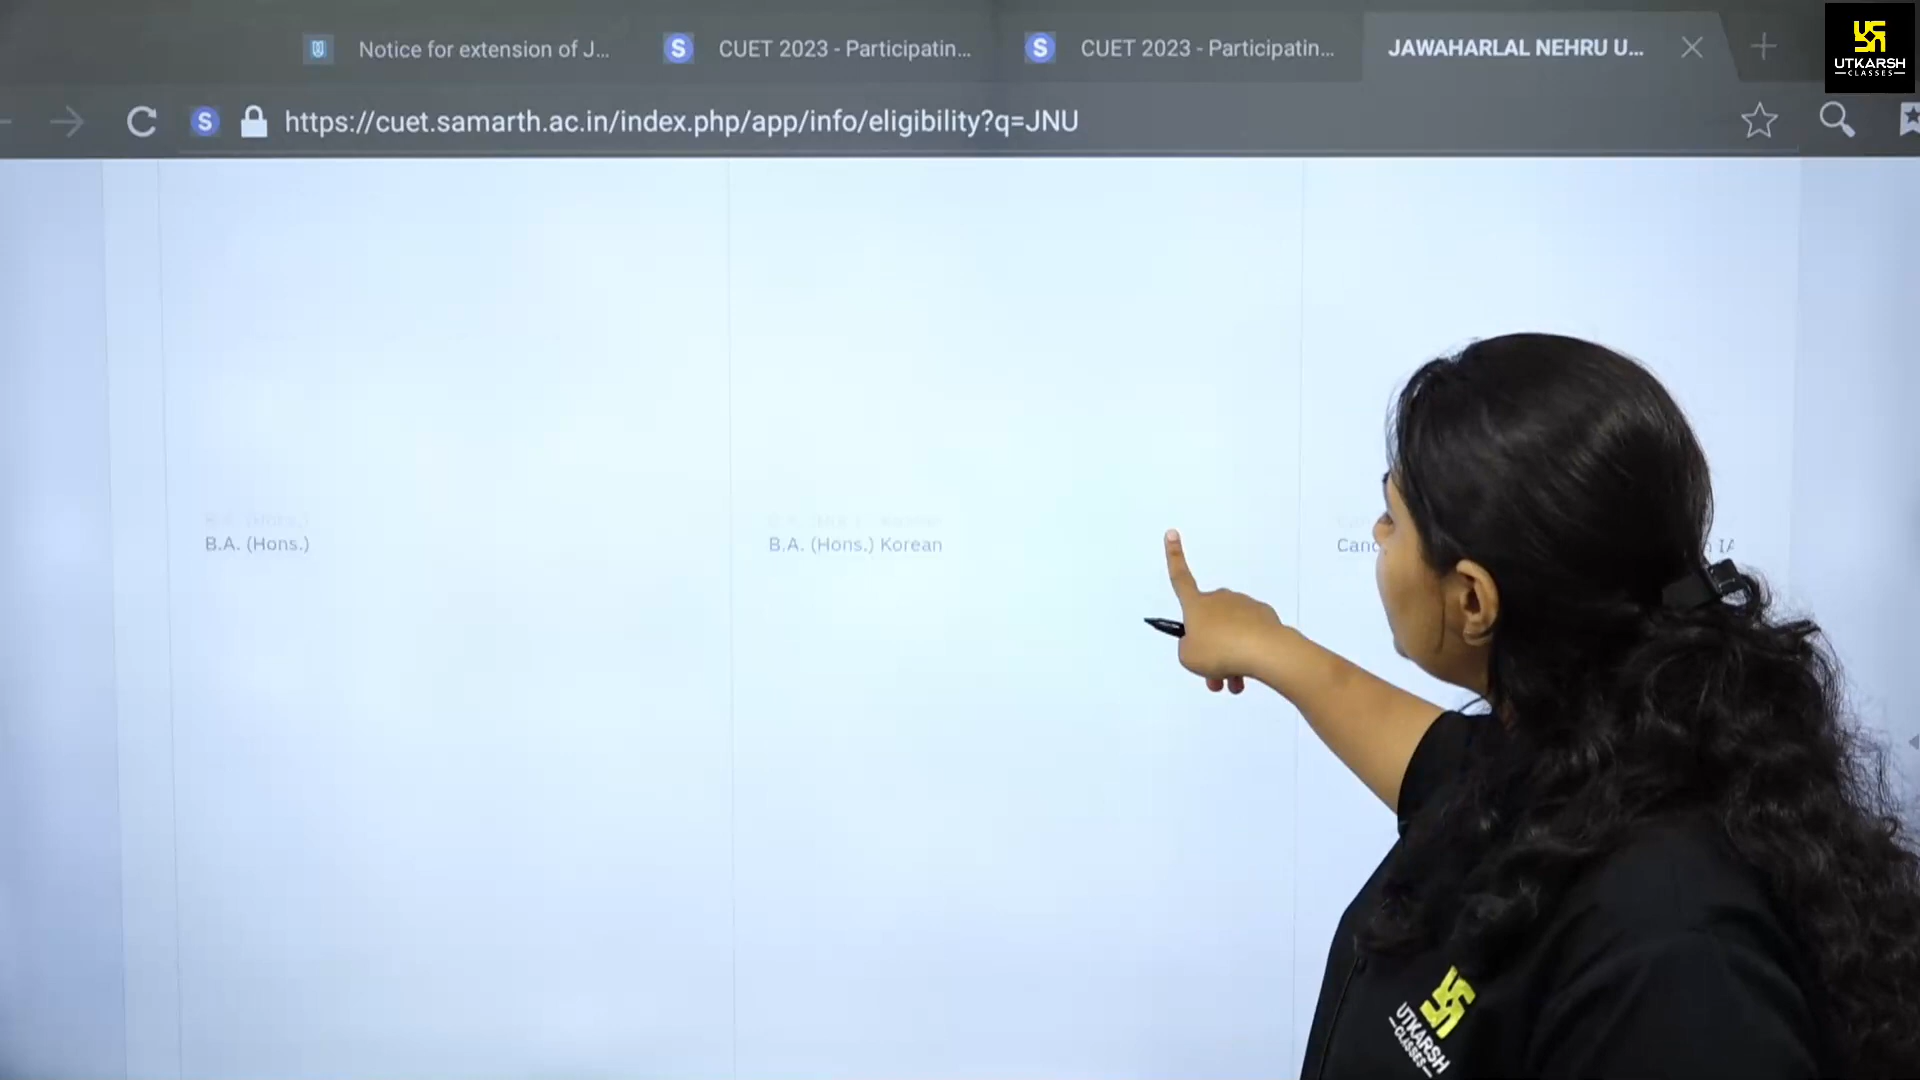 Notice for extension of J...
CUET 2023 - Participatin...
CUET 2023 - Participatin...
JAWAHARLAL NEHRU U...
UTKARSH
CLASSES
https://cuet.samarth.ac.in/index.php/app/info/eligibility?q=JNU
B.A. (Hons.)
B.A. (Hons.) Korean
UTKARSH
CLASSES